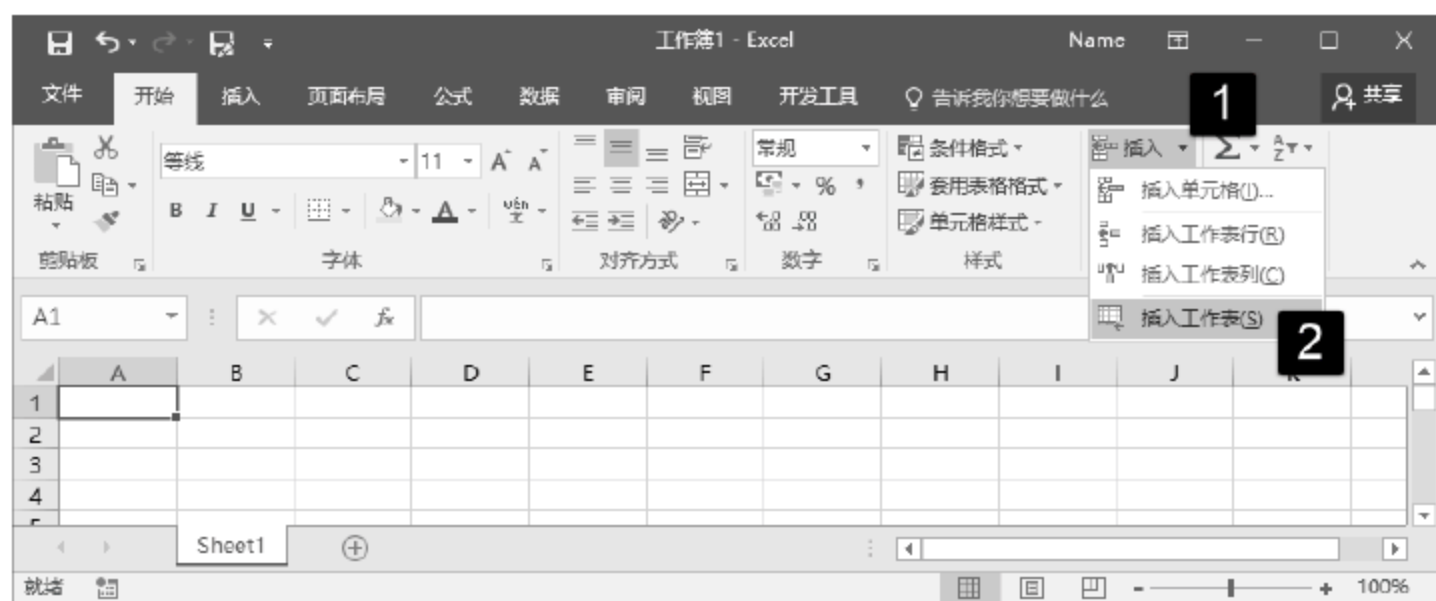 工作簿1 - Excel
Name
文件 开始 插入 页面布局 公式 数据 审阅 视图 开发工具 告诉我你想要做什么 1 共享
粘贴
剪贴板
等线 11
B I U A wén 文
字体
对齐方式
常规
% ,
数字
条件格式
套用表格格式
单元格样式
样式
插入 Σ
插入单元格(I)...
插入工作表行(R)
插入工作表列(C)
插入工作表(S) 2
A1 fx
A B C D E F G H I J K
1
2
3
4
5
Sheet1
就绪 100%